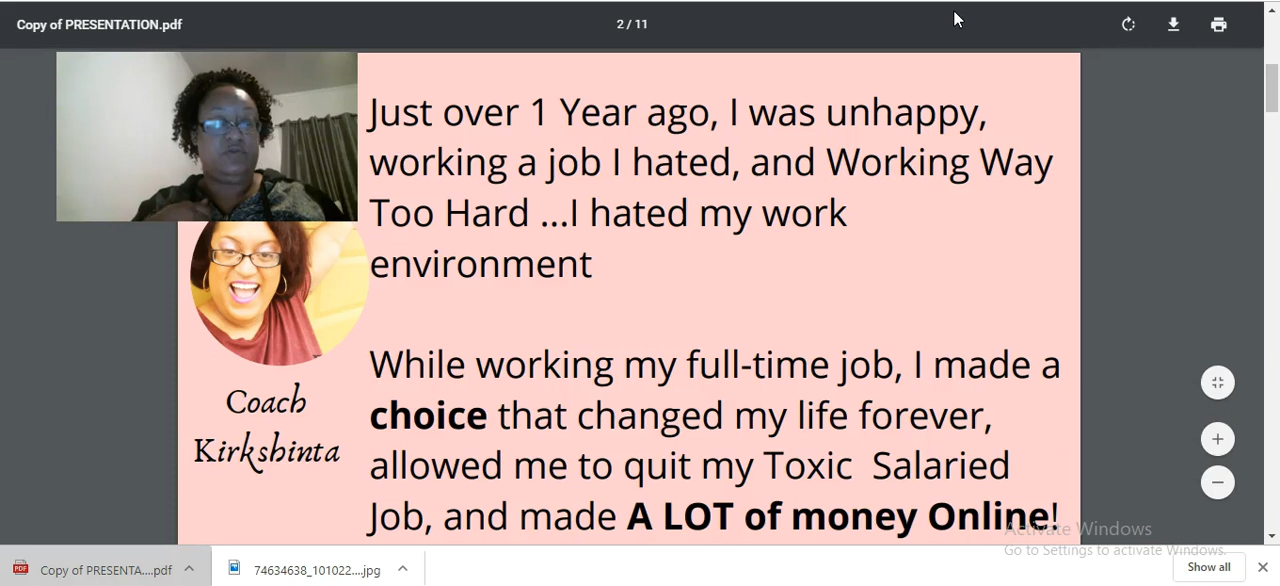 Copy of PRESENTATION.pdf
2 / 11
Just over 1 Year ago, I was unhappy,
working a job I hated, and Working Way
Too Hard ...I hated my work
environment
While working my full-time job, I made a
choice that changed my life forever,
allowed me to quit my Toxic Salaried
Job, and made A LOT of money Online!
Coach
Kirkshinta
Activate Windows
Go to Settings to activate Windows.
Copy of PRESENTA....pdf
74634638_101022....jpg
Show all